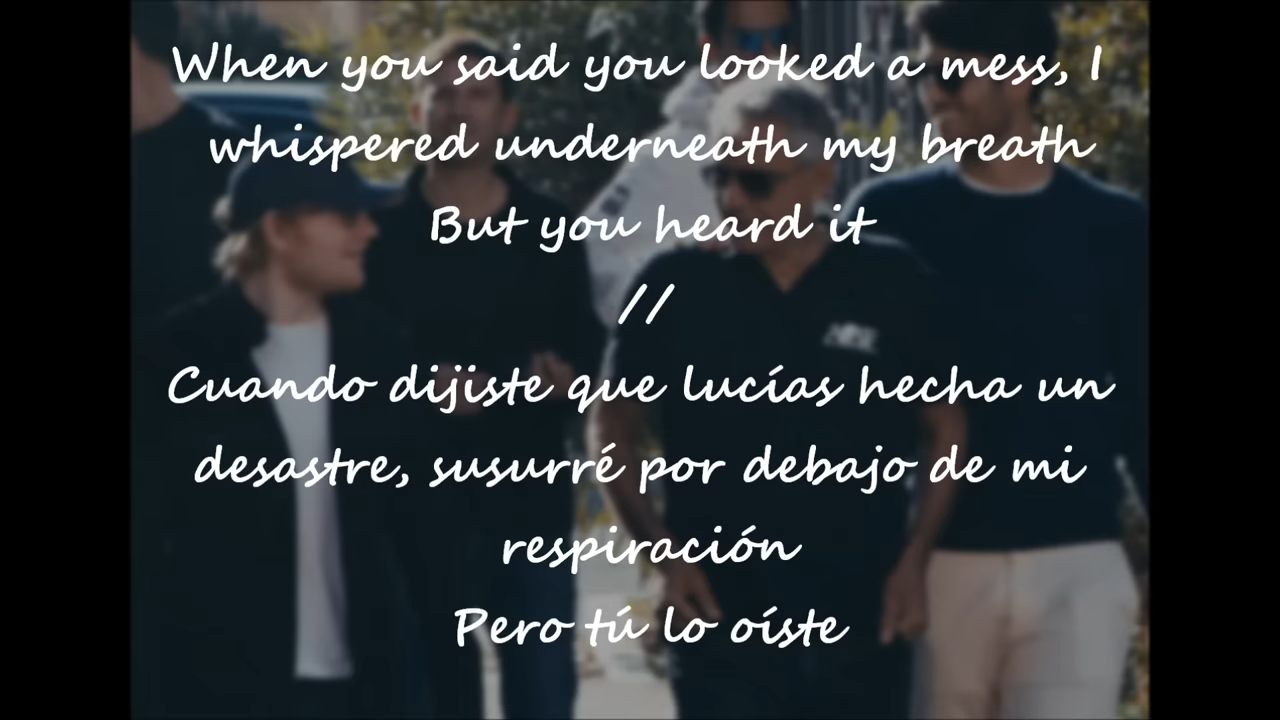 When you said you looked a mess, I
whispered underneath my breath
But you heard it
//
Cuando dijiste que lucías hecha un
desastre, susurré por debajo de mi
respiración
Pero tú lo oíste